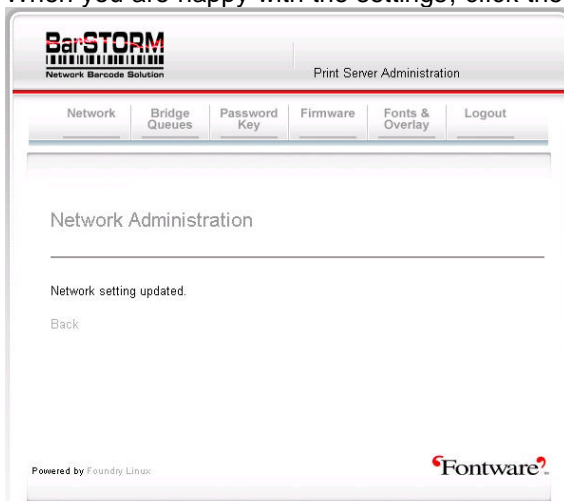 When you are happy with the settings, click the
BarSTORM
Network Barcode Solution
Print Server Administration
Network
Bridge
Queues
Password
Key
Firmware
Fonts &
Overlay
Logout
Network Administration
Network setting updated.
Back
Powered by Foundry Linux
Fontware